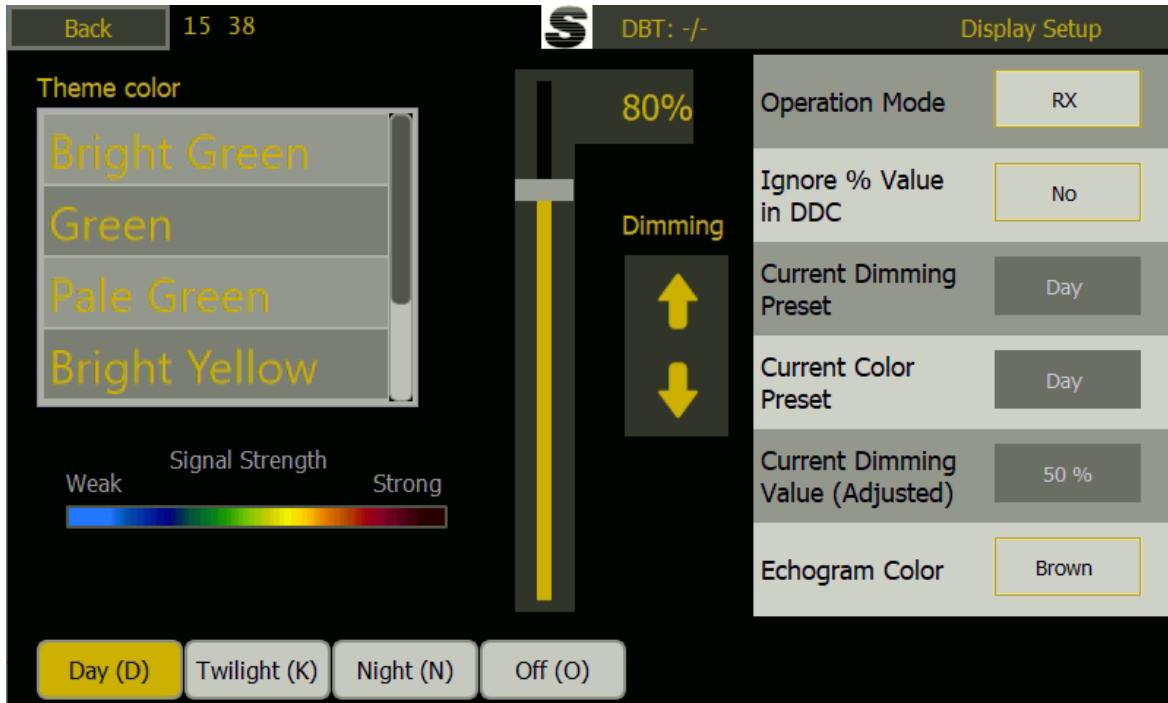 Back
15 38
S
DBT: -/-
Display Setup
Theme color
Bright Green
Green
Pale Green
Bright Yellow
Signal Strength
Weak
Strong
80%
Dimming
Operation Mode
RX
Ignore % Value
in DDC
No
Current Dimming
Preset
Day
Current Color
Preset
Day
Current Dimming
Value (Adjusted)
50 %
Echogram Color
Brown
Day (D)
Twilight (K)
Night (N)
Off (O)